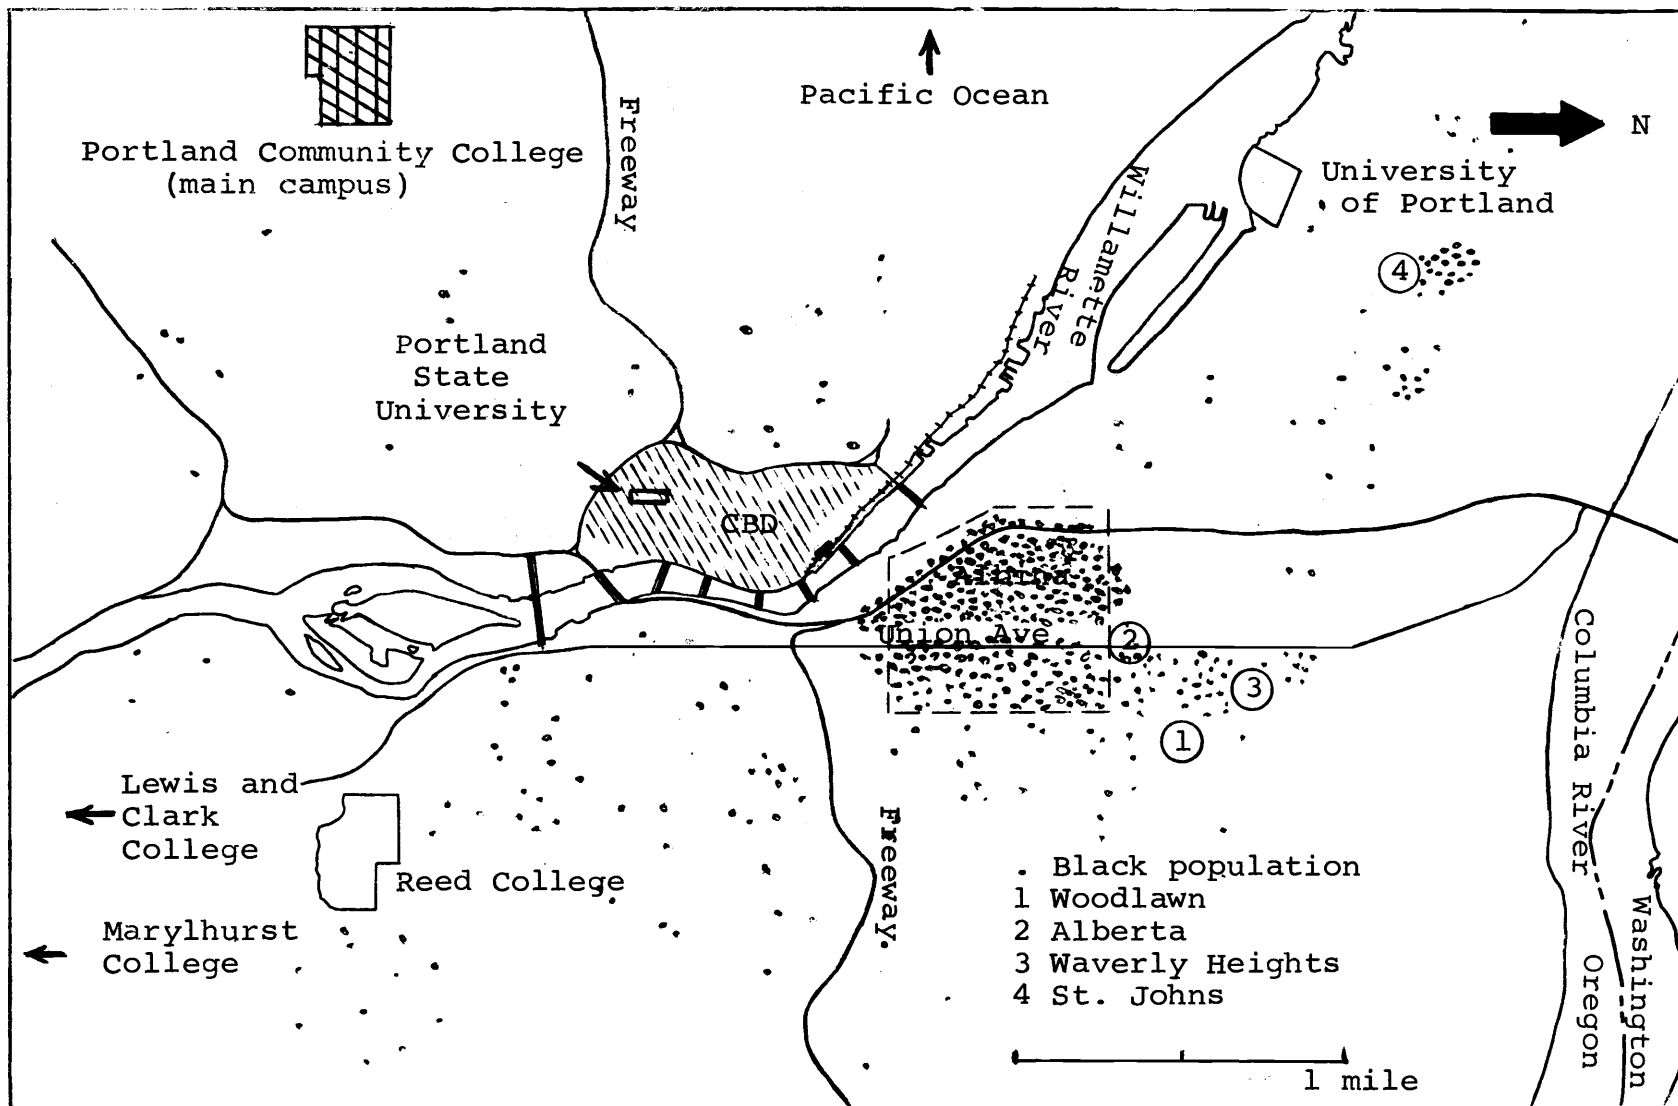 Pacific Ocean
N
Freeway
Portland Community College
(main campus)
University
of Portland
Willamette
River
4
Portland
State
University
CBD
Albina
Union Ave
2
3
1
Columbia River
Lewis and
Clark
College
Reed College
Freeway.
Marylhurst
College
. Black population
1 Woodlawn
2 Alberta
3 Waverly Heights
4 St. Johns
Oregon
Washington
1 mile